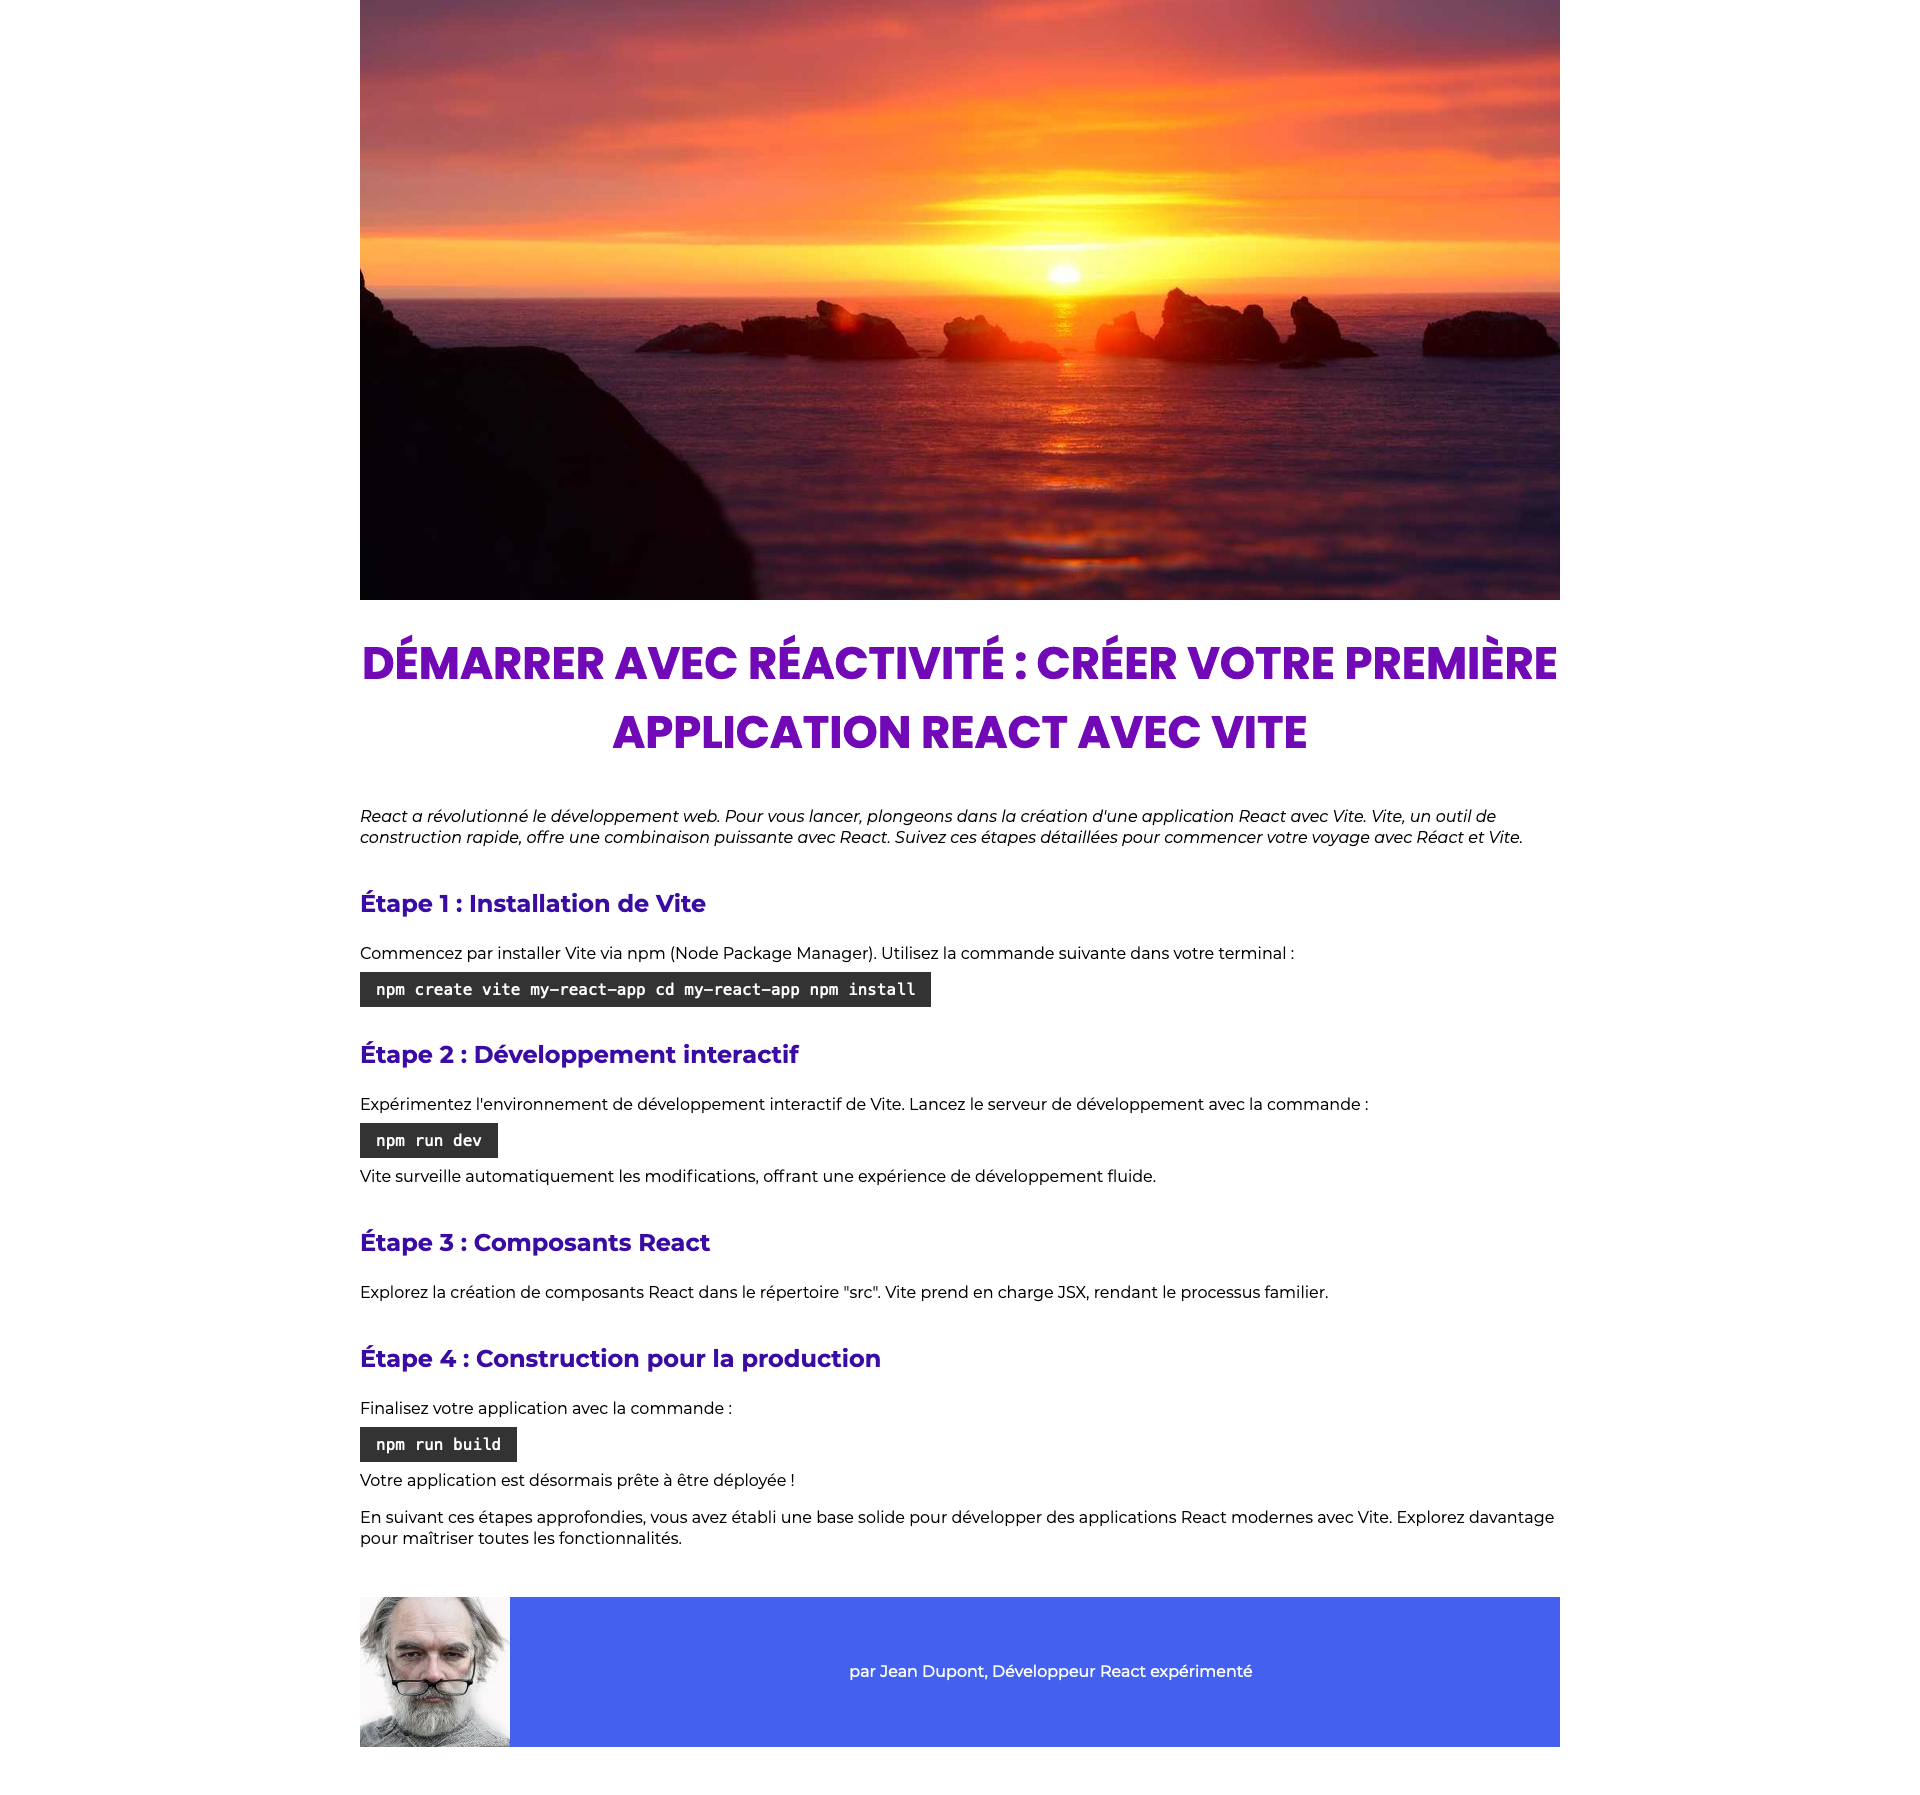 DÉMARRER AVEC RÉACTIVITÉ : CRÉER VOTRE PREMIÈRE
APPLICATION REACT AVEC VITE
React a révolutionné le développement web. Pour vous lancer, plongeons dans la création d'une application React avec Vite. Vite, un outil de
construction rapide, offre une combinaison puissante avec React. Suivez ces étapes détaillées pour commencer votre voyage avec Réact et Vite.
Étape 1 : Installation de Vite
Commencez par installer Vite via npm (Node Package Manager). Utilisez la commande suivante dans votre terminal :
npm create vite my-react-app cd my-react-app npm install
Étape 2 : Développement interactif
Expérimentez l'environnement de développement interactif de Vite. Lancez le serveur de développement avec la commande :
npm run dev
Vite surveille automatiquement les modifications, offrant une expérience de développement fluide.
Étape 3 : Composants React
Explorez la création de composants React dans le répertoire "src". Vite prend en charge JSX, rendant le processus familier.
Étape 4 : Construction pour la production
Finalisez votre application avec la commande :
npm run build
Votre application est désormais prête à être déployée !
En suivant ces étapes approfondies, vous avez établi une base solide pour développer des applications React modernes avec Vite. Explorez davantage
pour maîtriser toutes les fonctionnalités.
par Jean Dupont, Développeur React expérimenté